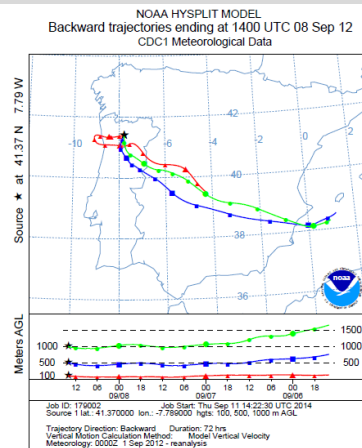 NOAA HYSPLIT MODEL
Backward trajectories ending at 1400 UTC 08 Sep 12
CDC1 Meteorological Data
Source ★ at 41.37 N 7.79 W
-10 -8 -6 -4 -2 0 2
42
40
38
36
noaa
Meters AGL
1500
1000 1000
500 500
100
12 06 00 18 12 06 00 18 12 06 00 18
09/08 09/07 09/06
Job ID: 179002 Job Start: Thu Sep 11 14:22:30 UTC 2014
Source 1 lat.: 41.370000 lon.: -7.789000 hgts: 100, 500, 1000 m AGL
Trajectory Direction: Backward Duration: 72 hrs
Vertical Motion Calculation Method: Model Vertical Velocity
Meteorology: 0000Z 1 Sep 2012 - reanalysis